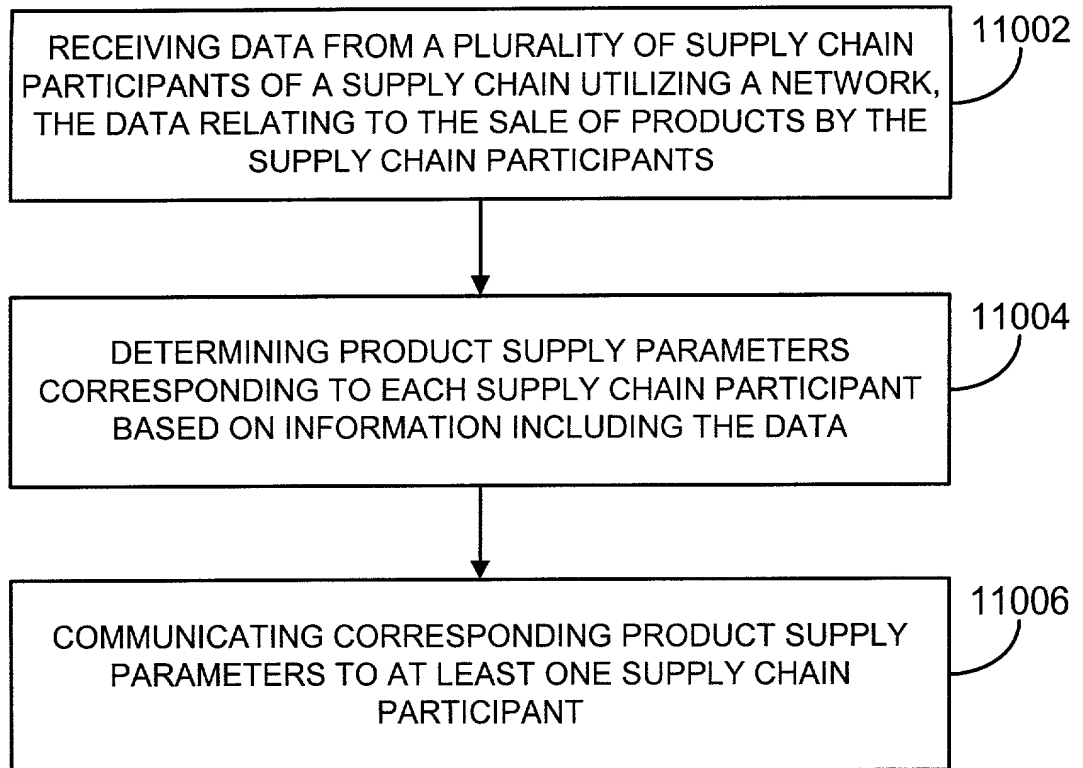 RECEIVING DATA FROM A PLURALITY OF SUPPLY CHAIN
PARTICIPANTS OF A SUPPLY CHAIN UTILIZING A NETWORK,
THE DATA RELATING TO THE SALE OF PRODUCTS BY THE
SUPPLY CHAIN PARTICIPANTS
11002
DETERMINING PRODUCT SUPPLY PARAMETERS
CORRESPONDING TO EACH SUPPLY CHAIN PARTICIPANT
BASED ON INFORMATION INCLUDING THE DATA
11004
COMMUNICATING CORRESPONDING PRODUCT SUPPLY
PARAMETERS TO AT LEAST ONE SUPPLY CHAIN
PARTICIPANT
11006